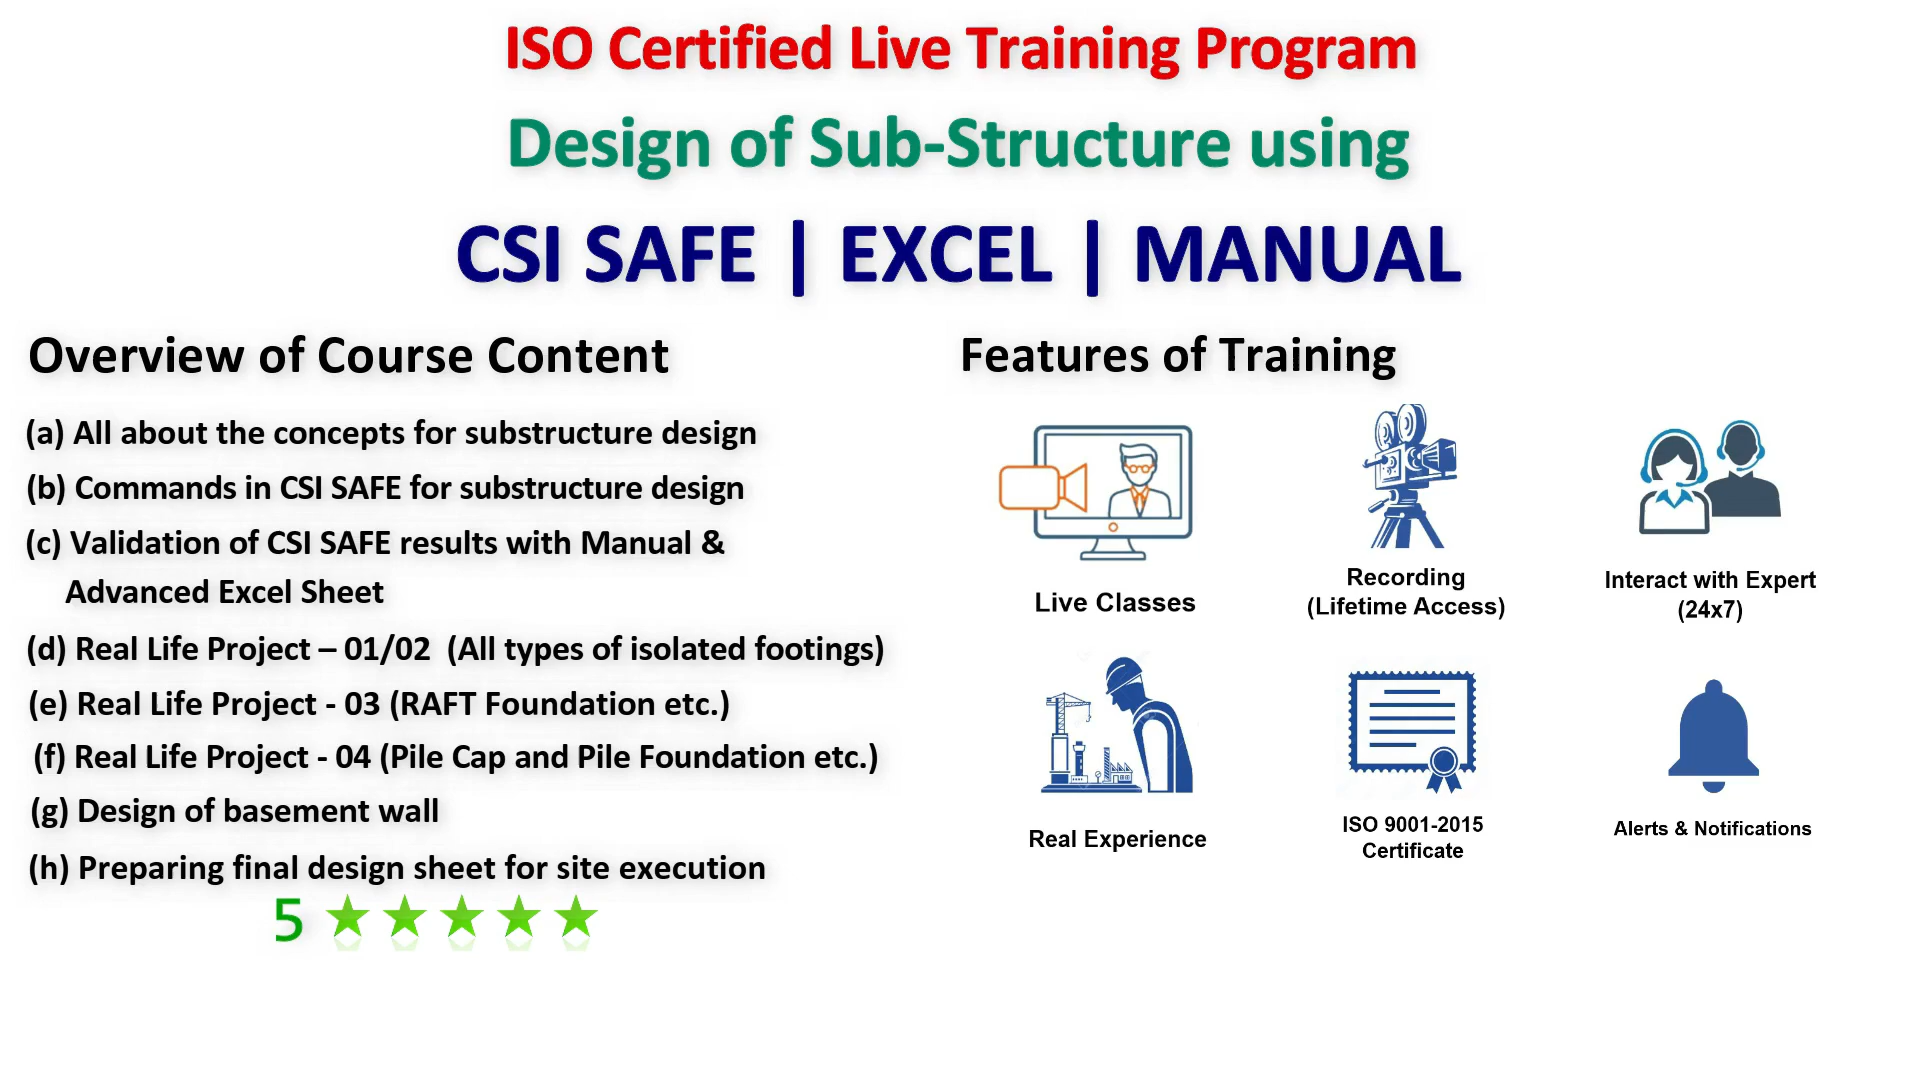 ISO Certified Live Training Program
Design of Sub-Structure using
CSI SAFE | EXCEL | MANUAL
Overview of Course Content
(a) All about the concepts for substructure design
(b) Commands in CSI SAFE for substructure design
(c) Validation of CSI SAFE results with Manual &
Advanced Excel Sheet
(d) Real Life Project – 01/02 (All types of isolated footings)
(e) Real Life Project - 03 (RAFT Foundation etc.)
(f) Real Life Project - 04 (Pile Cap and Pile Foundation etc.)
(g) Design of basement wall
(h) Preparing final design sheet for site execution
5
Features of Training
Live Classes
Recording
(Lifetime Access)
Interact with Expert
(24x7)
Real Experience
ISO 9001-2015
Certificate
Alerts & Notifications